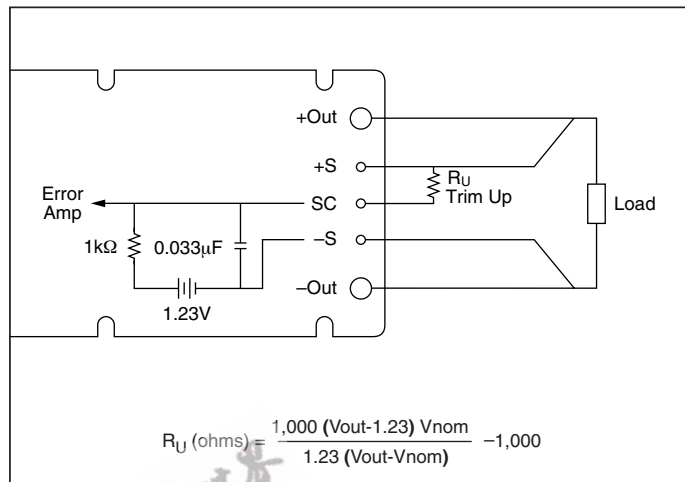 +Out
+S
RU
Trim Up
Error
Amp
SC
Load
1kΩ
0.033μF
–S
–Out
1.23V
RU (ohms) = 1,000 (Vout-1.23) Vnom
1.23 (Vout-Vnom)
–1,000